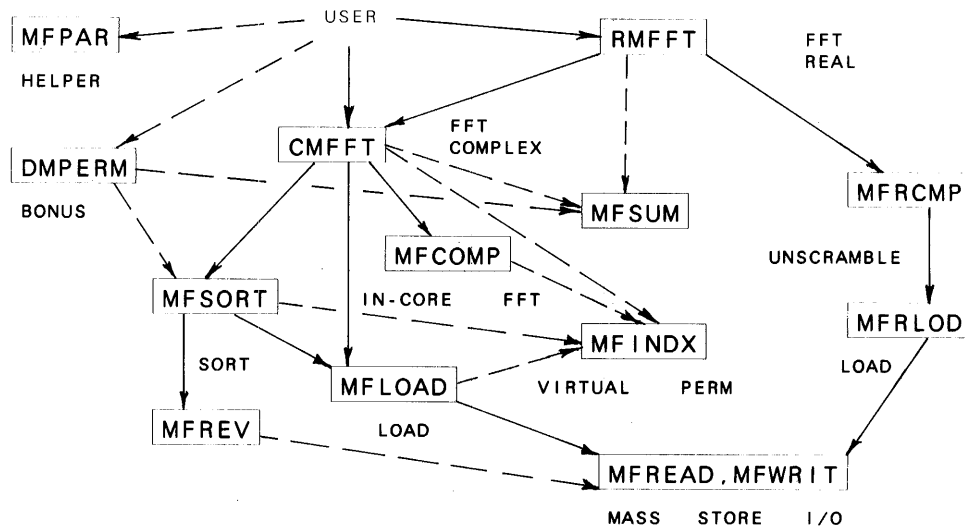 USER
MFPAR
RMFFT
FFT
REAL
HELPER
CMFFT
FFT
COMPLEX
DMPERM
MFRCMP
BONUS
MFSUM
MFCOMP
UNSCRAMBLE
MFSORT
IN-CORE FFT
MFINDX
MFRLOD
SORT
MFLOAD
VIRTUAL PERM
LOAD
MFREV
LOAD
MFREAD,MFWRIT
MASS STORE I/O